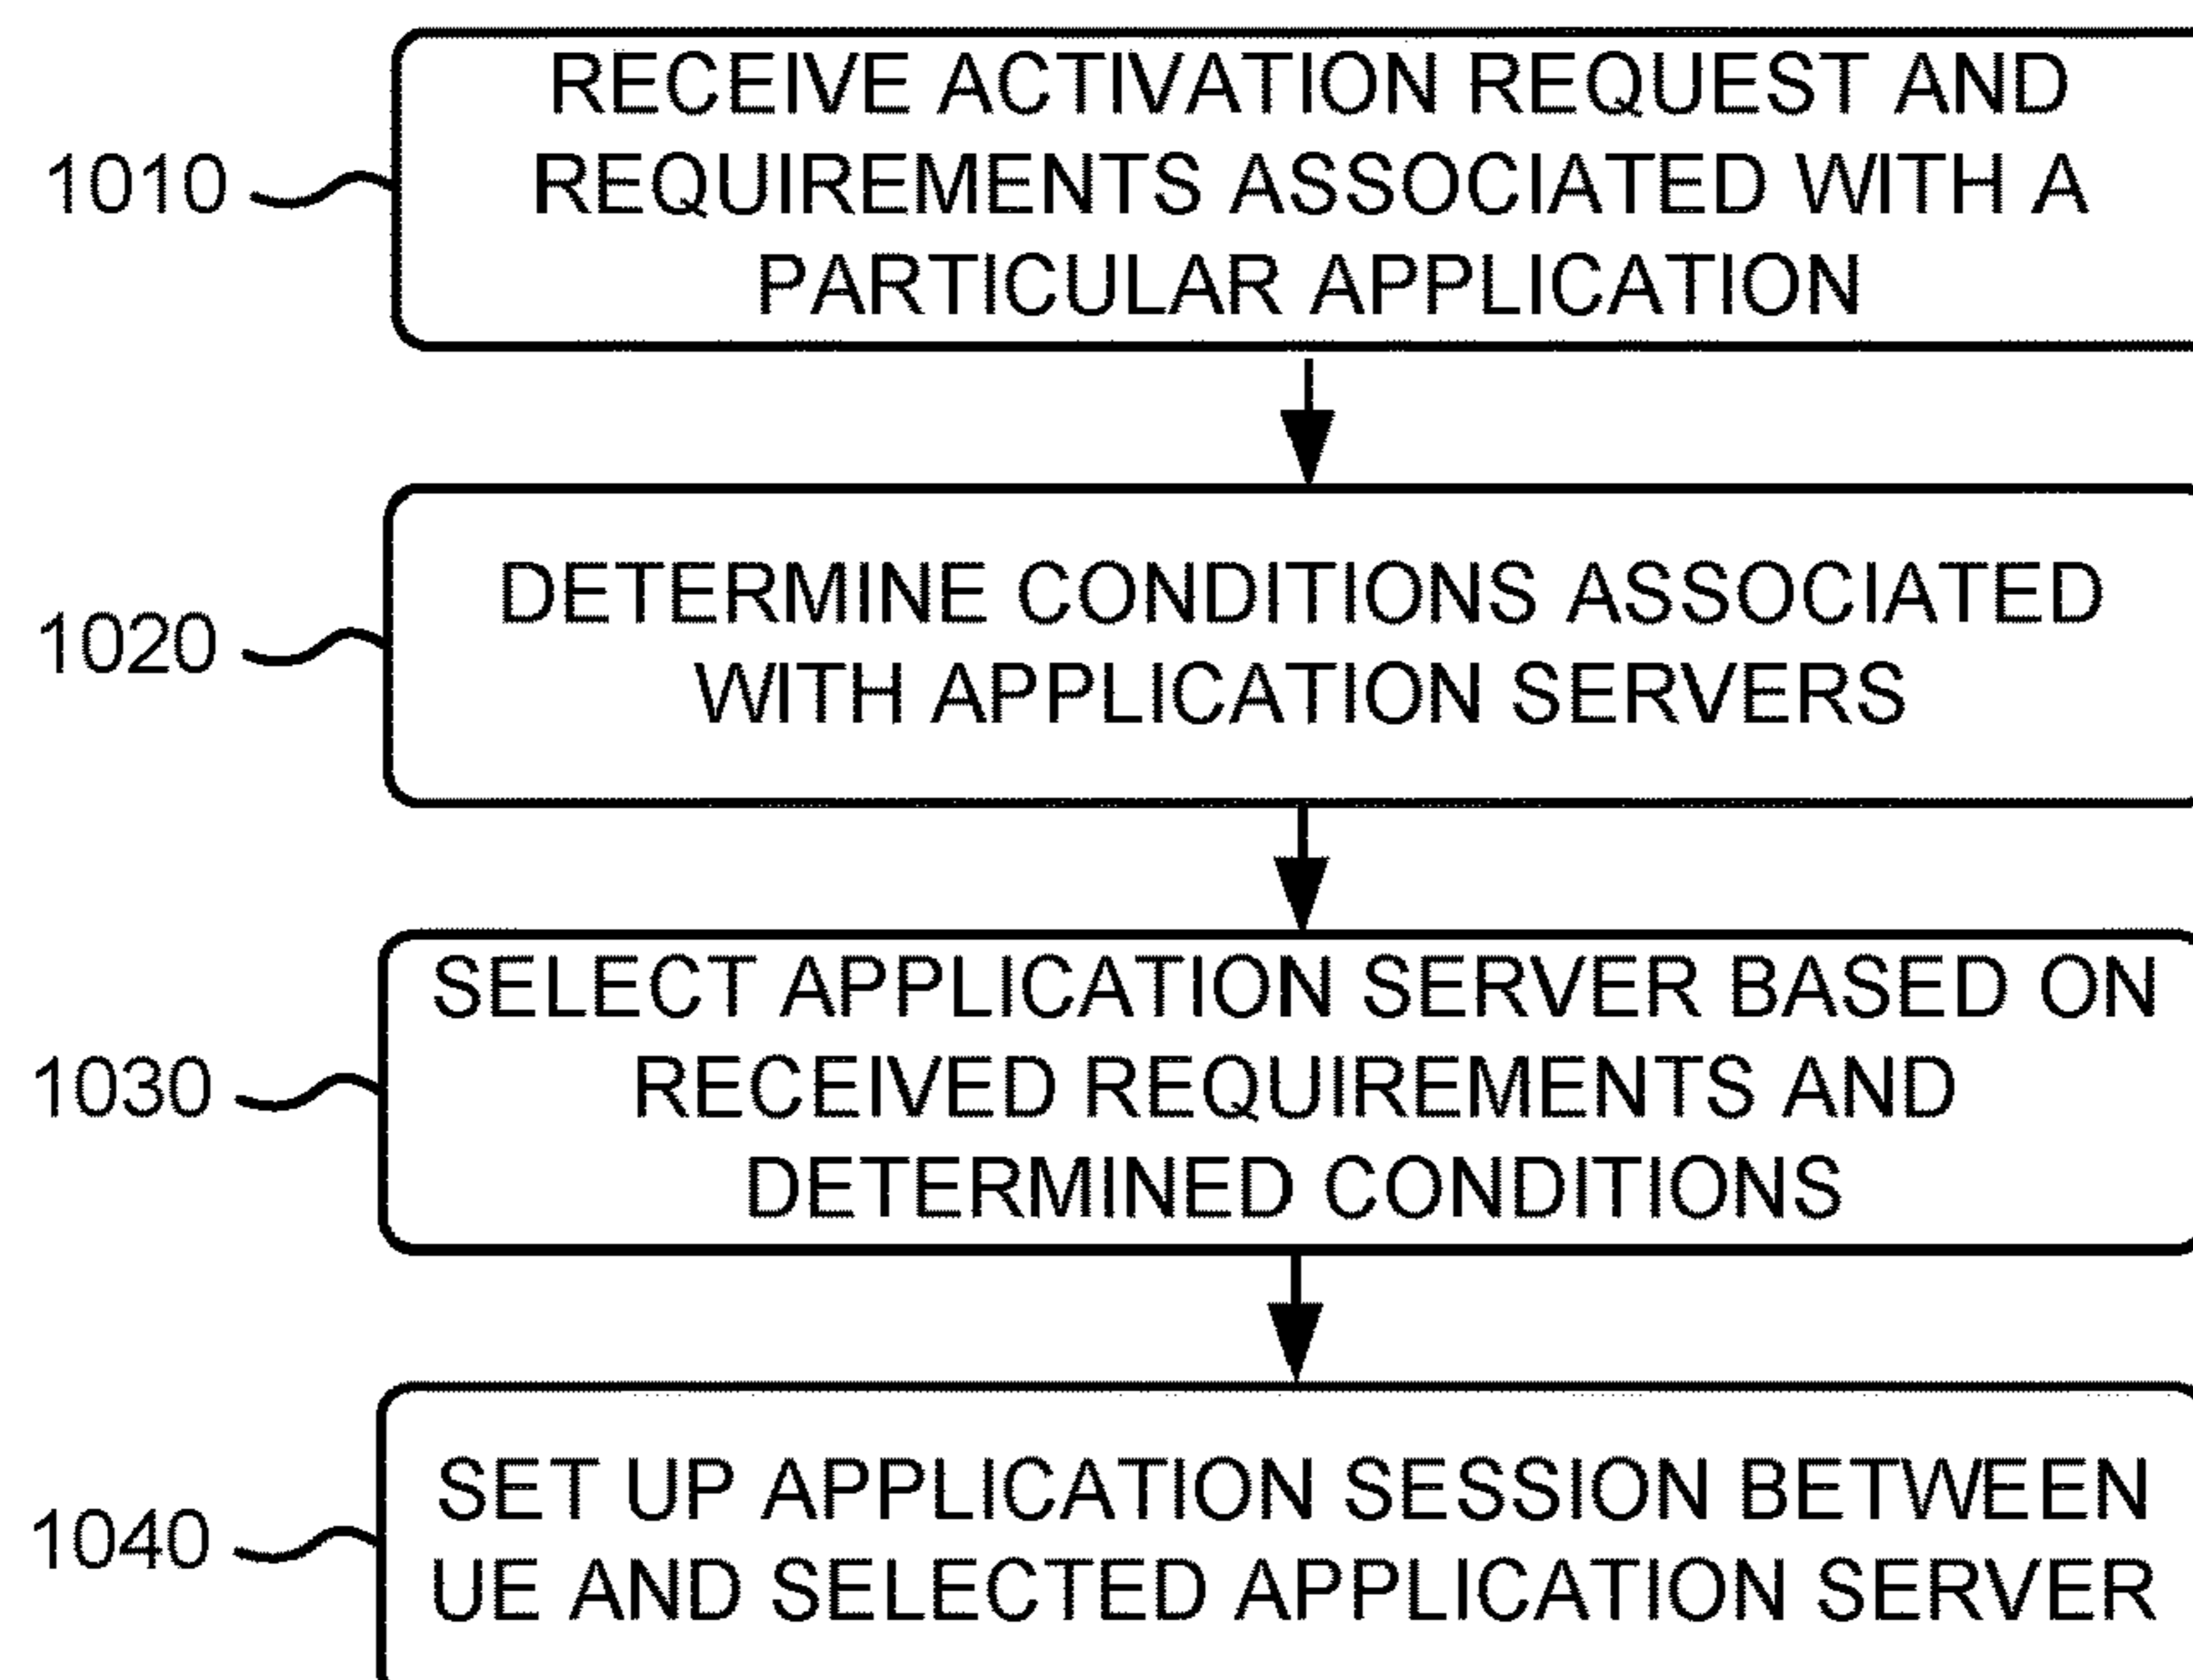 RECEIVE ACTIVATION REQUEST AND
1010 REQUIREMENTS ASSOCIATED WITH A
PARTICULAR APPLICATION
DETERMINE CONDITIONS ASSOCIATED
1020
WITH APPLICATION SERVERS
SELECT APPLICATION SERVER BASED ON
1030 RECEIVED REQUIREMENTS AND
DETERMINED CONDITIONS
SET UP APPLICATION SESSION BETWEEN
1040
UE AND SELECTED APPLICATION SERVER